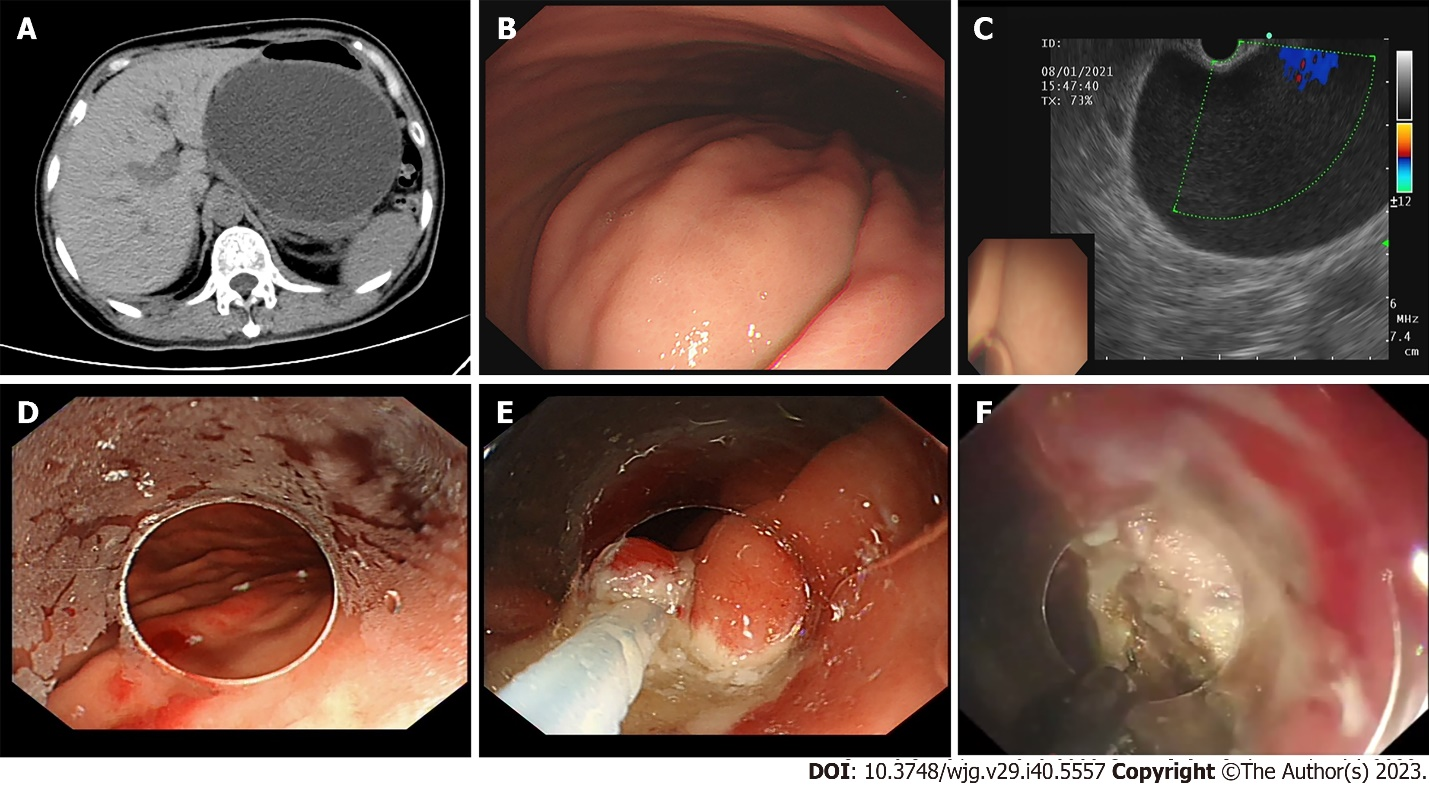 A
B
C
ID:
08/01/2021
15:47:40
TX: 73%
±12
6
MHz
7.4
cm
D
E
F
DOI: 10.3748/wjg.v29.i40.5557 Copyright ©The Author(s) 2023.